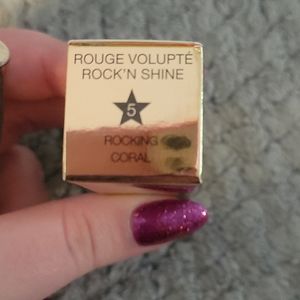 ROUGE VOLUPTÉ
ROCK'N SHINE
5
ROCKING
CORAL